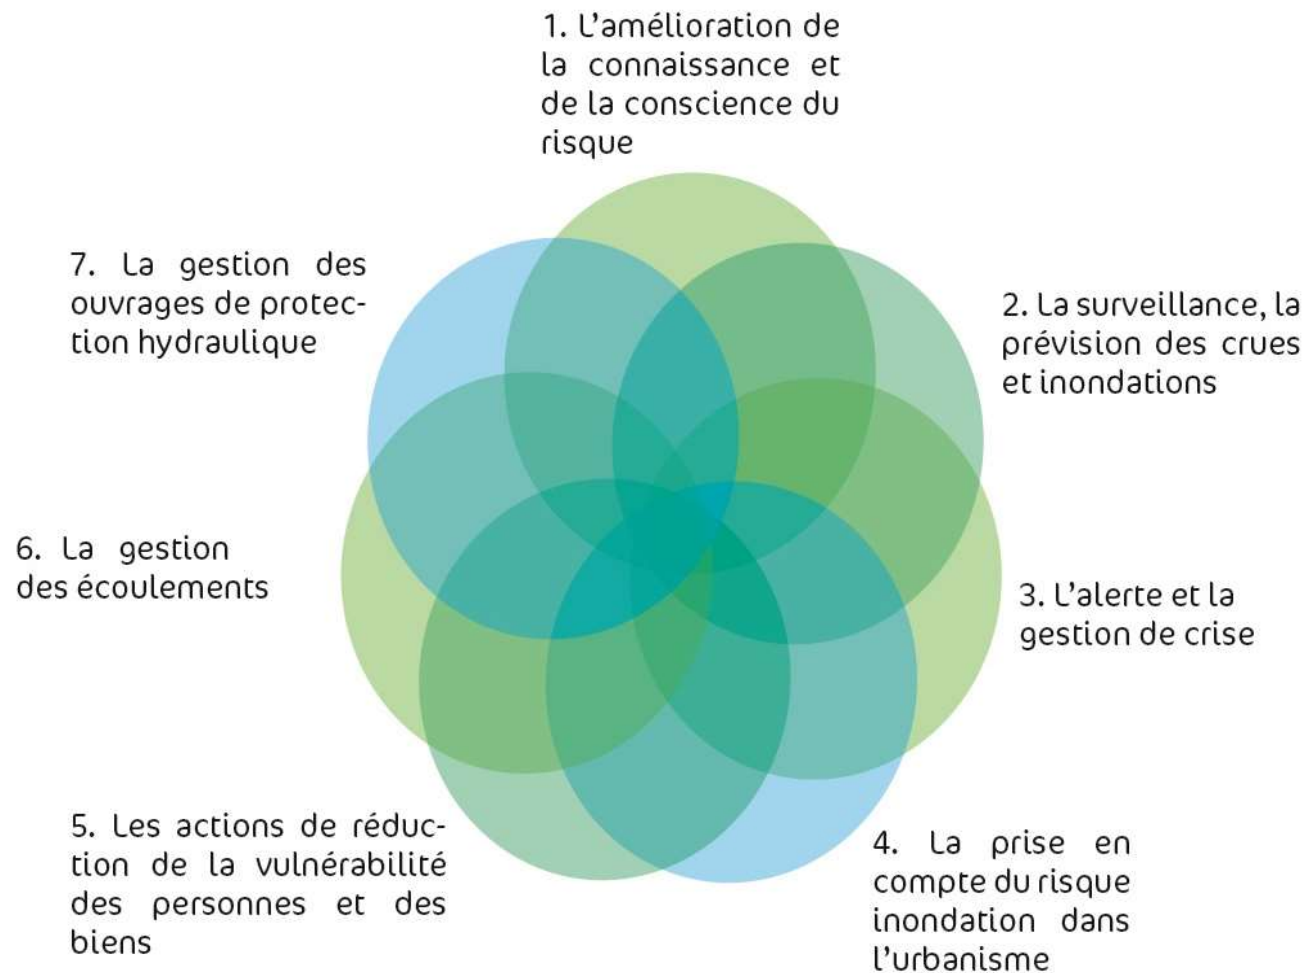 1. L'amélioration de
la connaissance et
de la conscience du
risque
2. La surveillance, la
prévision des crues
et inondations
3. L'alerte et la
gestion de crise
4. La prise en
compte du risque
inondation dans
l'urbanisme
5. Les actions de réduc-
tion de la vulnérabilité
des personnes et des
biens
6. La gestion
des écoulements
7. La gestion des
ouvrages de protec-
tion hydraulique